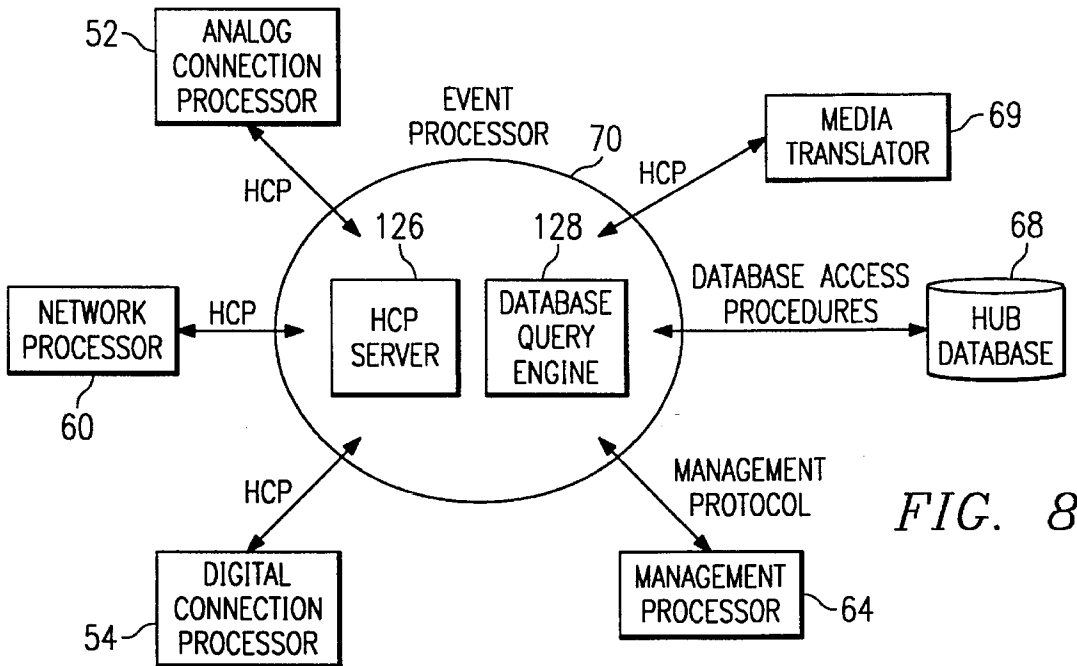 52
ANALOG
CONNECTION
PROCESSOR
EVENT
PROCESSOR
70
MEDIA
TRANSLATOR
69
HCP
HCP
126
128
68
NETWORK
PROCESSOR
60
HCP
HCP
SERVER
DATABASE
QUERY
ENGINE
DATABASE ACCESS
PROCEDURES
HUB
DATABASE
HCP
MANAGEMENT
PROTOCOL
FIG. 8
54
DIGITAL
CONNECTION
PROCESSOR
MANAGEMENT
PROCESSOR
64